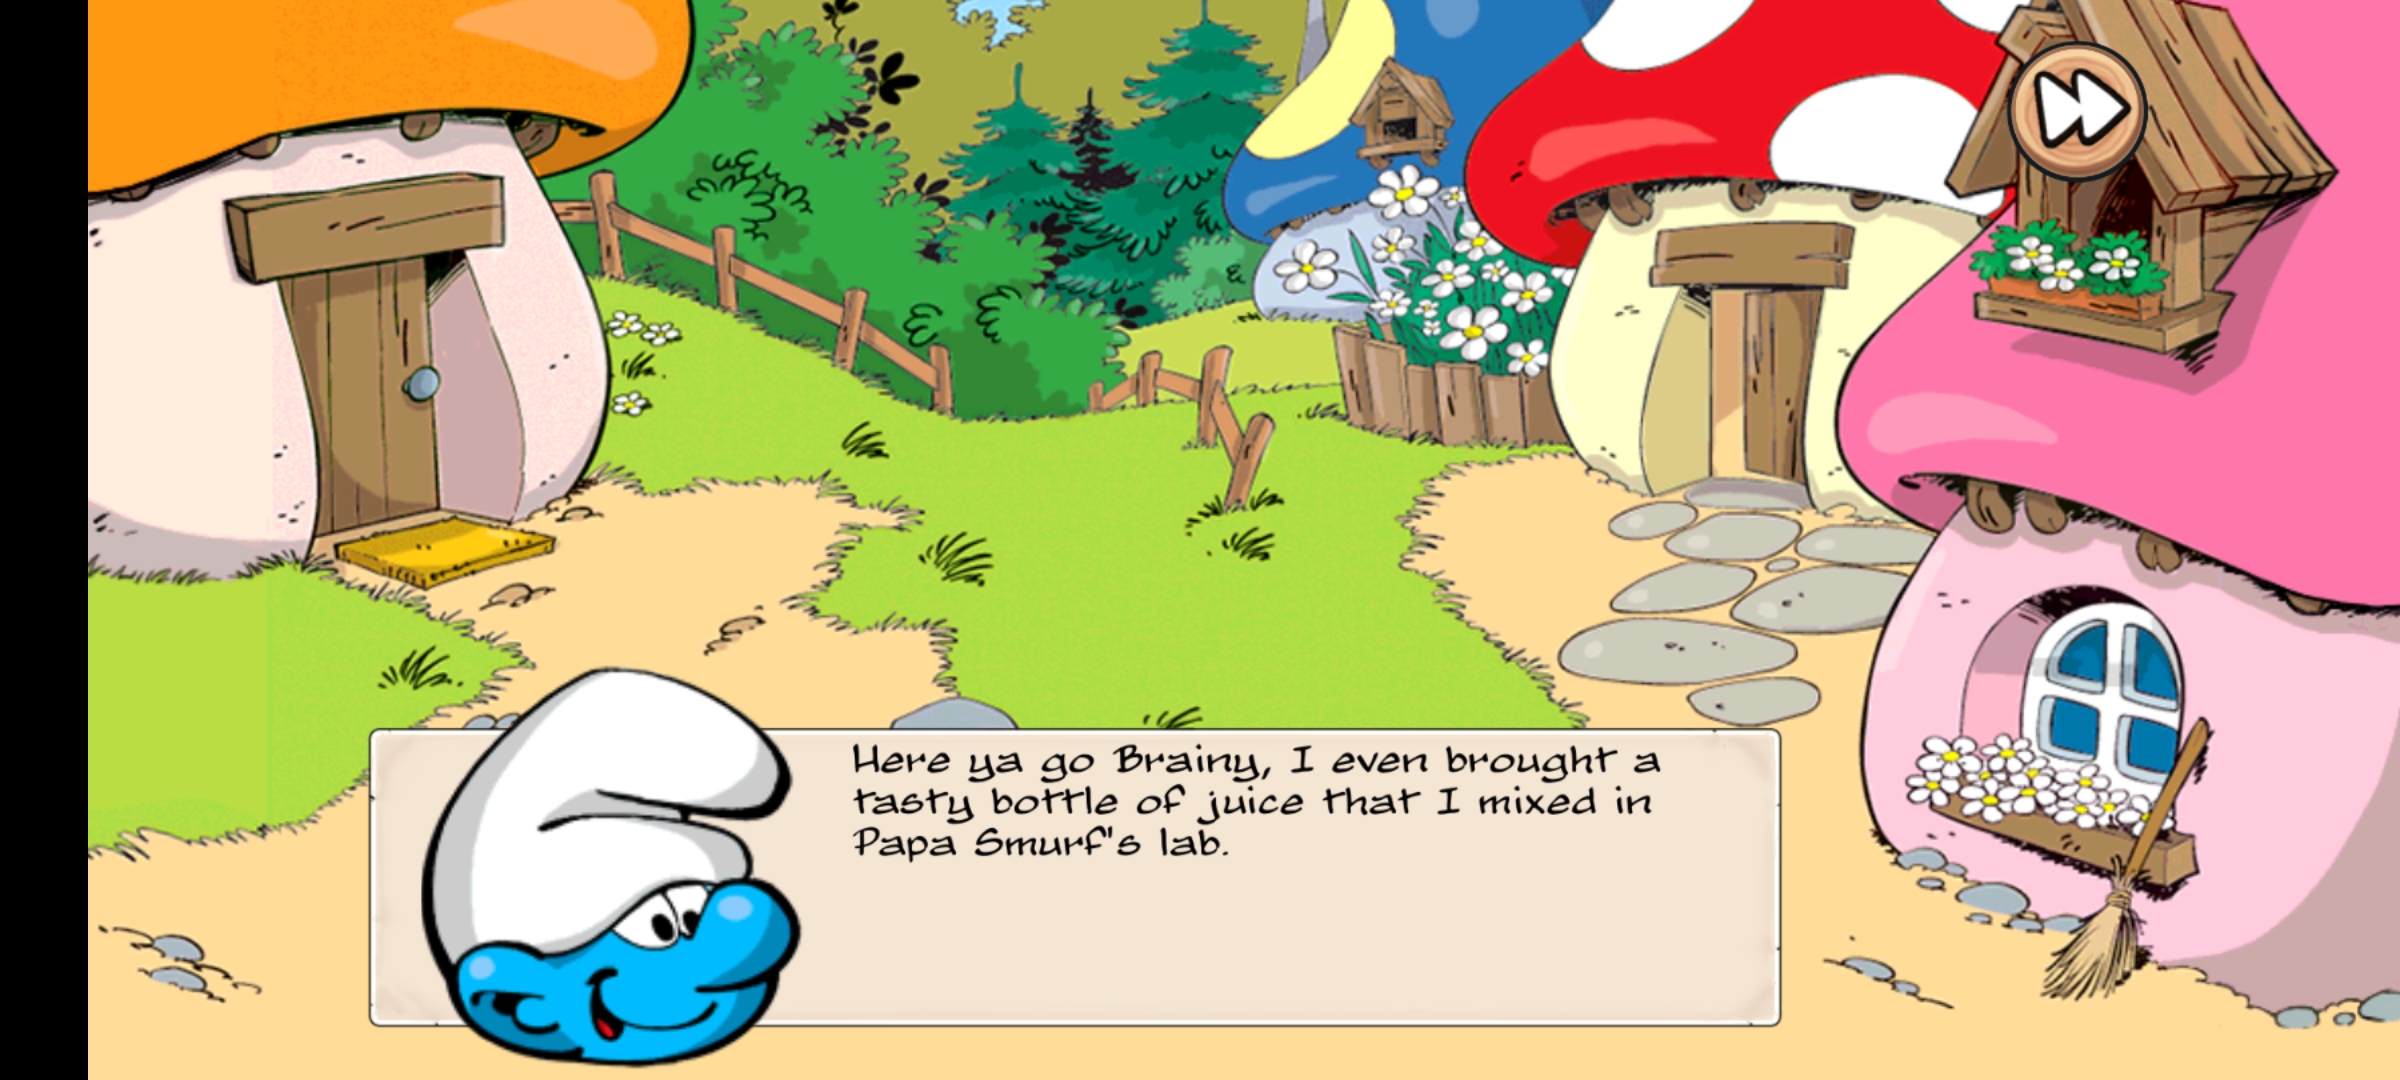 Here ya go Brainy, I even brought a
tasty bottle of juice that I mixed in
Papa Smurf's lab.